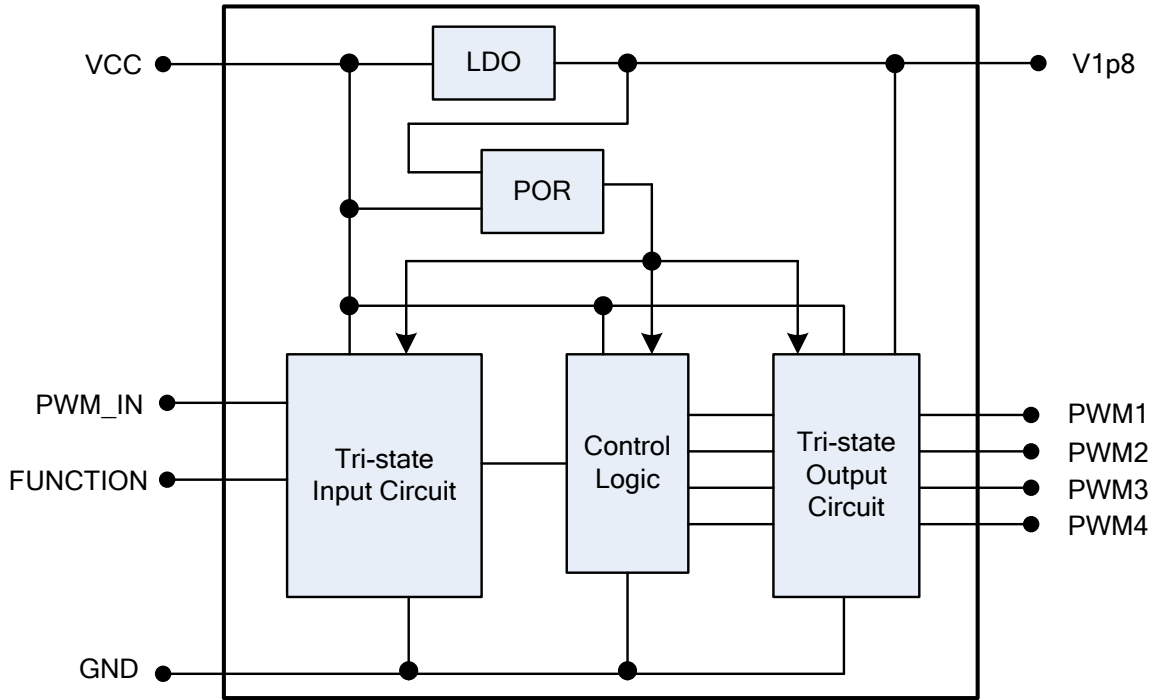 VCC
LDO
V1p8
POR
PWM_IN
FUNCTION
Tri-state
Input Circuit
Control
Logic
Tri-state
Output
Circuit
PWM1
PWM2
PWM3
PWM4
GND